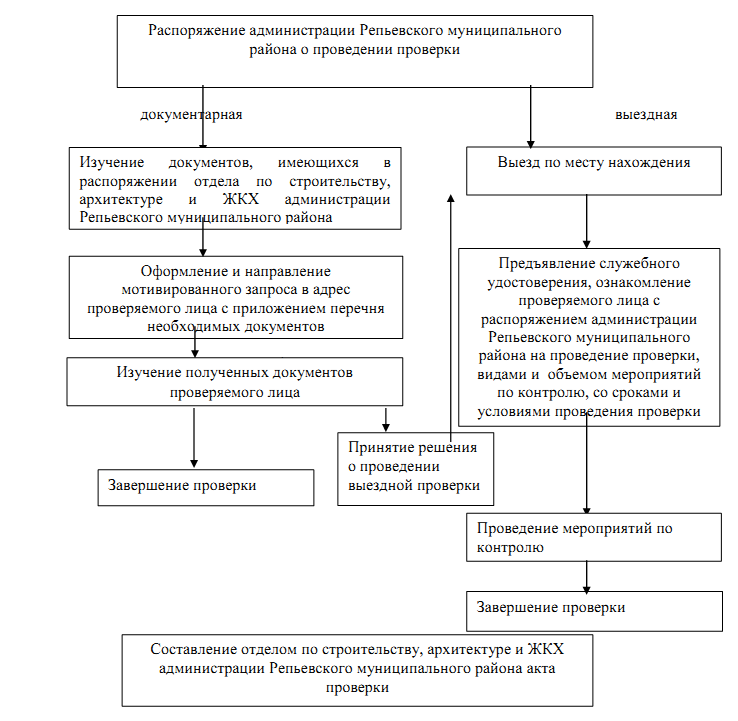 Распоряжение администрации Репьевского муниципального
района о проведении проверки
документарная
выездная
Изучение документов, имеющихся в
распоряжении отдела по строительству,
архитектуре и ЖКХ администрации
Репьевского муниципального района
Выезд по месту нахождения
Оформление и направление
мотивированного запроса в адрес
проверяемого лица с приложением перечня
необходимых документов
Предъявление служебного
удостоверения, ознакомление
проверяемого лица с
распоряжением администрации
Репьевского муниципального
района на проведение проверки,
видами и объемом мероприятий
по контролю, со сроками и
условиями проведения проверки
Изучение полученных документов
проверяемого лица
Принятие решения
о проведении
выездной проверки
Завершение проверки
Проведение мероприятий по
контролю
Завершение проверки
Составление отделом по строительству, архитектуре и ЖКХ
администрации Репьевского муниципального района акта
проверки